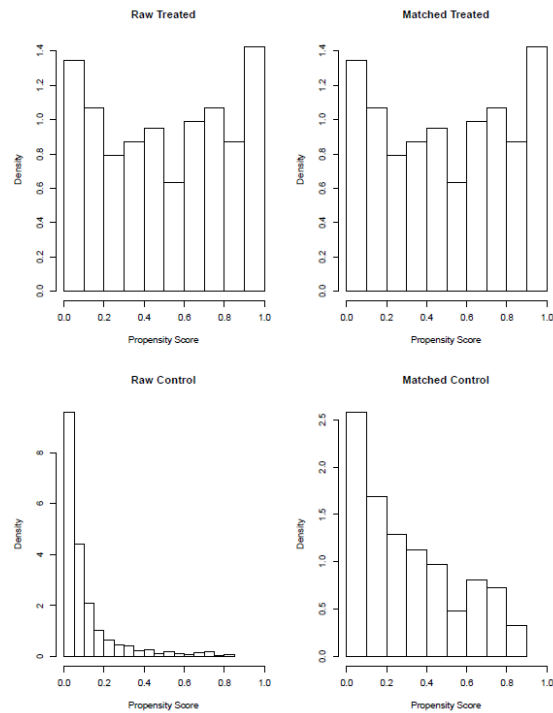 Raw Treated
Density
0.0 0.2 0.4 0.6 0.8 1.0 1.2 1.4
0.0 0.2 0.4 0.6 0.8 1.0
Propensity Score
Matched Treated
Density
0.0 0.2 0.4 0.6 0.8 1.0 1.2 1.4
0.0 0.2 0.4 0.6 0.8 1.0
Propensity Score
Raw Control
Density
0 2 4 6 8
0.0 0.2 0.4 0.6 0.8 1.0
Propensity Score
Matched Control
Density
0.0 0.5 1.0 1.5 2.0 2.5
0.0 0.2 0.4 0.6 0.8 1.0
Propensity Score